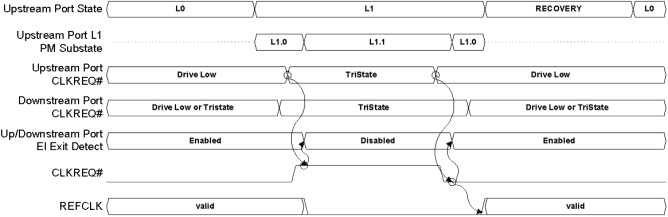 Upstream Port State L0 L1 RECOVERY L0
Upstream Port L1
PM Substate
L1.0 L1.1 L1.0
Upstream Port
CLKREQ#
Drive Low TriState Drive Low
Downstream Port
CLKREQ#
Drive Low or Tristate TriState Drive Low or TriState
Up/Downstream Port
EI Exit Detect
Enabled Disabled Enabled
CLKREQ#
REFCLK valid valid